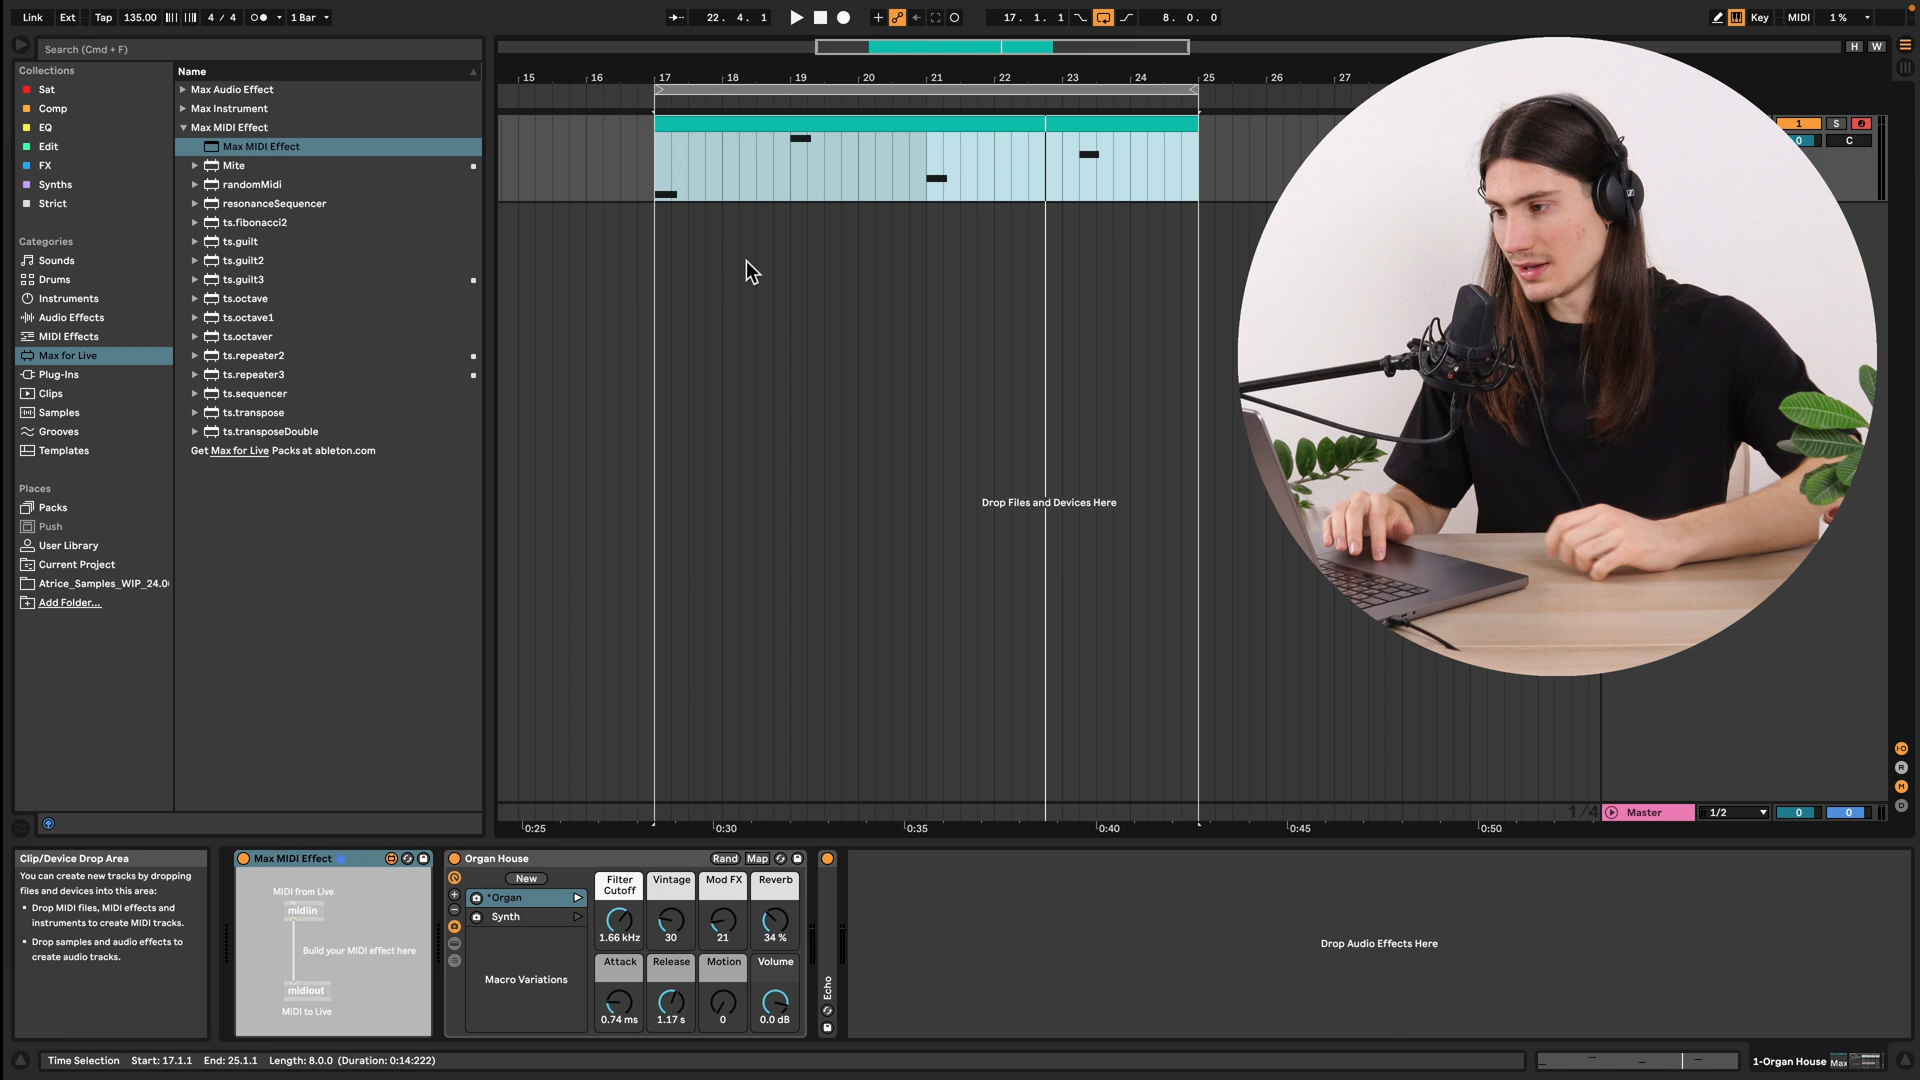 Link Ext Tap 135.00 4 / 4 1 Bar
22. 4. 1
17. 1. 1
8. 0. 0
Key MIDI 1 %
Search (Cmd + F)
H W
Collections
Sat
Comp
EQ
Edit
FX
Synths
Strict
Categories
Sounds
Drums
Instruments
Audio Effects
MIDI Effects
Max for Live
Plug-Ins
Clips
Samples
Grooves
Templates
Places
Packs
Push
User Library
Current Project
Atrice_Samples_WIP_24.0
Add Folder...
Name
Max Audio Effect
Max Instrument
Max MIDI Effect
Max MIDI Effect
Mite
randomMidi
resonanceSequencer
ts.fibonacci2
ts.guilt
ts.guilt2
ts.guilt3
ts.octave
ts.octave1
ts.octaver
ts.repeater2
ts.repeater3
ts.sequencer
ts.transpose
ts.transposeDouble
Get Max for Live Packs at ableton.com
15 16 17 18 19 20 21 22 23 24 25 26 27
1 S
0 C
Drop Files and Devices Here
1/4 Master 1/2 0 0
0:25 0:30 0:35 0:40 0:45 0:50
I·O
R
M
D
Clip/Device Drop Area
You can create new tracks by dropping
files and devices into this area:
Drop MIDI files, MIDI effects and
instruments to create MIDI tracks.
Drop samples and audio effects to
create audio tracks.
Max MIDI Effect
MIDI from Live
midiin
Build your MIDI effect here
midiout
MIDI to Live
Organ House Rand Map
New
*Organ
Synth
Macro Variations
Filter Cutoff Vintage Mod FX Reverb
1.66 kHz 30 21 34 %
Attack Release Motion Volume
0.74 ms 1.17 s 0 0.0 dB
Echo
Drop Audio Effects Here
Time Selection Start: 17.1.1 End: 25.1.1 Length: 8.0.0 (Duration: 0:14:222)
1-Organ House Max